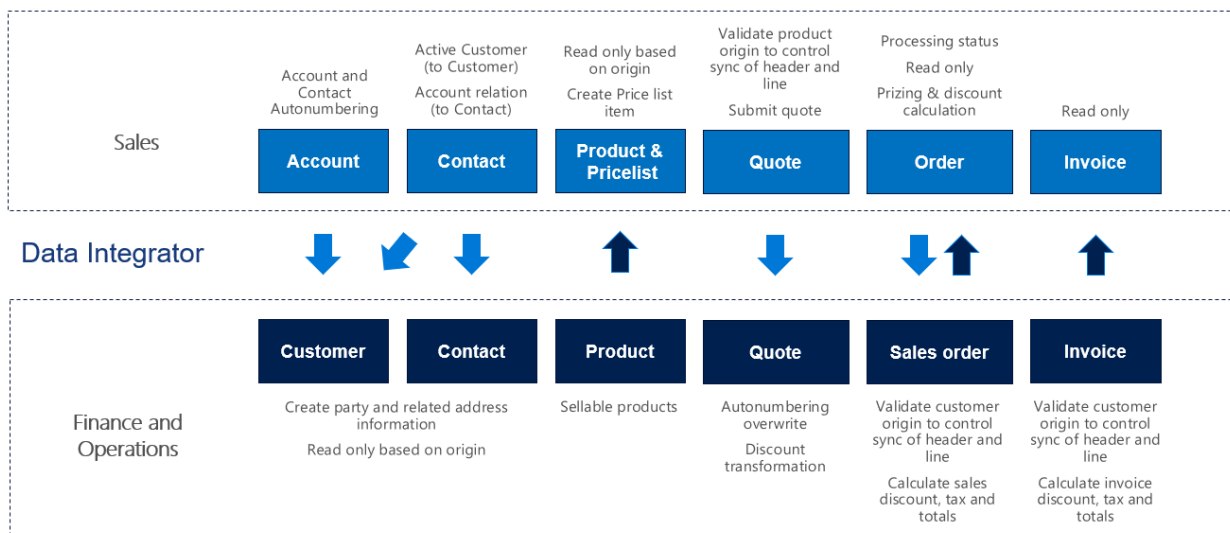 Account and
Contact
Autonumbering
Active Customer
(to Customer)
Account relation
(to Contact)
Read only based
on origin
Create Price list
item
Validate product
origin to control
sync of header and
line
Submit quote
Processing status
Read only
Prizing & discount
calculation
Read only
Sales
Account
Contact
Product &
Pricelist
Quote
Order
Invoice
Data Integrator
Customer
Contact
Product
Quote
Sales order
Invoice
Finance and
Operations
Create party and related address
information
Read only based on origin
Sellable products
Autonumbering
overwrite
Discount
transformation
Validate customer
origin to control
sync of header and
line
Calculate sales
discount, tax and
totals
Validate customer
origin to control
sync of header and
line
Calculate invoice
discount, tax and
totals